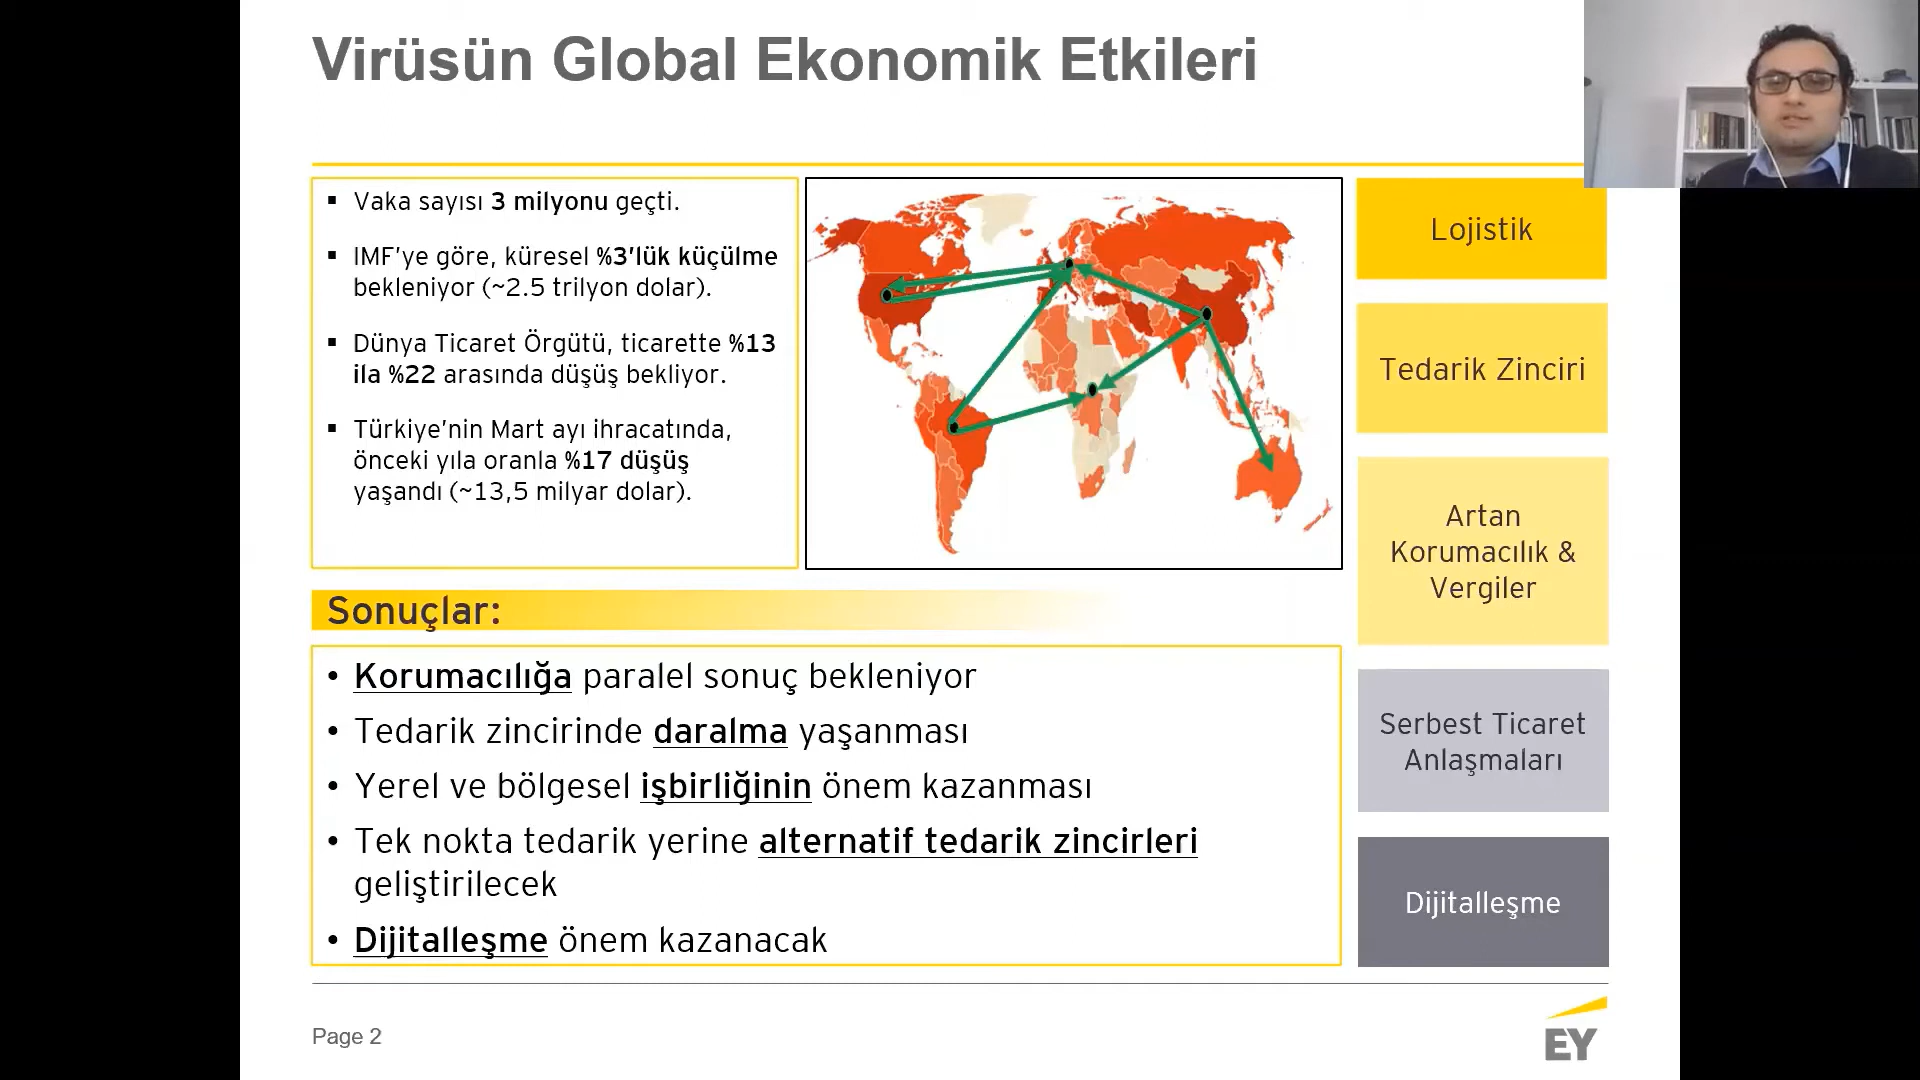 Virüsün Global Ekonomik Etkileri
▪ Vaka sayısı 3 milyonu geçti.
▪ IMF'ye göre, küresel %3'lük küçülme
bekleniyor (~2.5 trilyon dolar).
▪ Dünya Ticaret Örgütü, ticarette %13
ila %22 arasında düşüş bekliyor.
▪ Türkiye'nin Mart ayı ihracatında,
önceki yıla oranla %17 düşüş
yaşandı (~13,5 milyar dolar).
Lojistik
Tedarik Zinciri
Artan
Korumacılık &
Vergiler
Serbest Ticaret
Anlaşmaları
Dijitalleşme
Sonuçlar:
• Korumacılığa paralel sonuç bekleniyor
• Tedarik zincirinde daralma yaşanması
• Yerel ve bölgesel işbirliğinin önem kazanması
• Tek nokta tedarik yerine alternatif tedarik zincirleri
geliştirilecek
• Dijitalleşme önem kazanacak
Page 2
EY